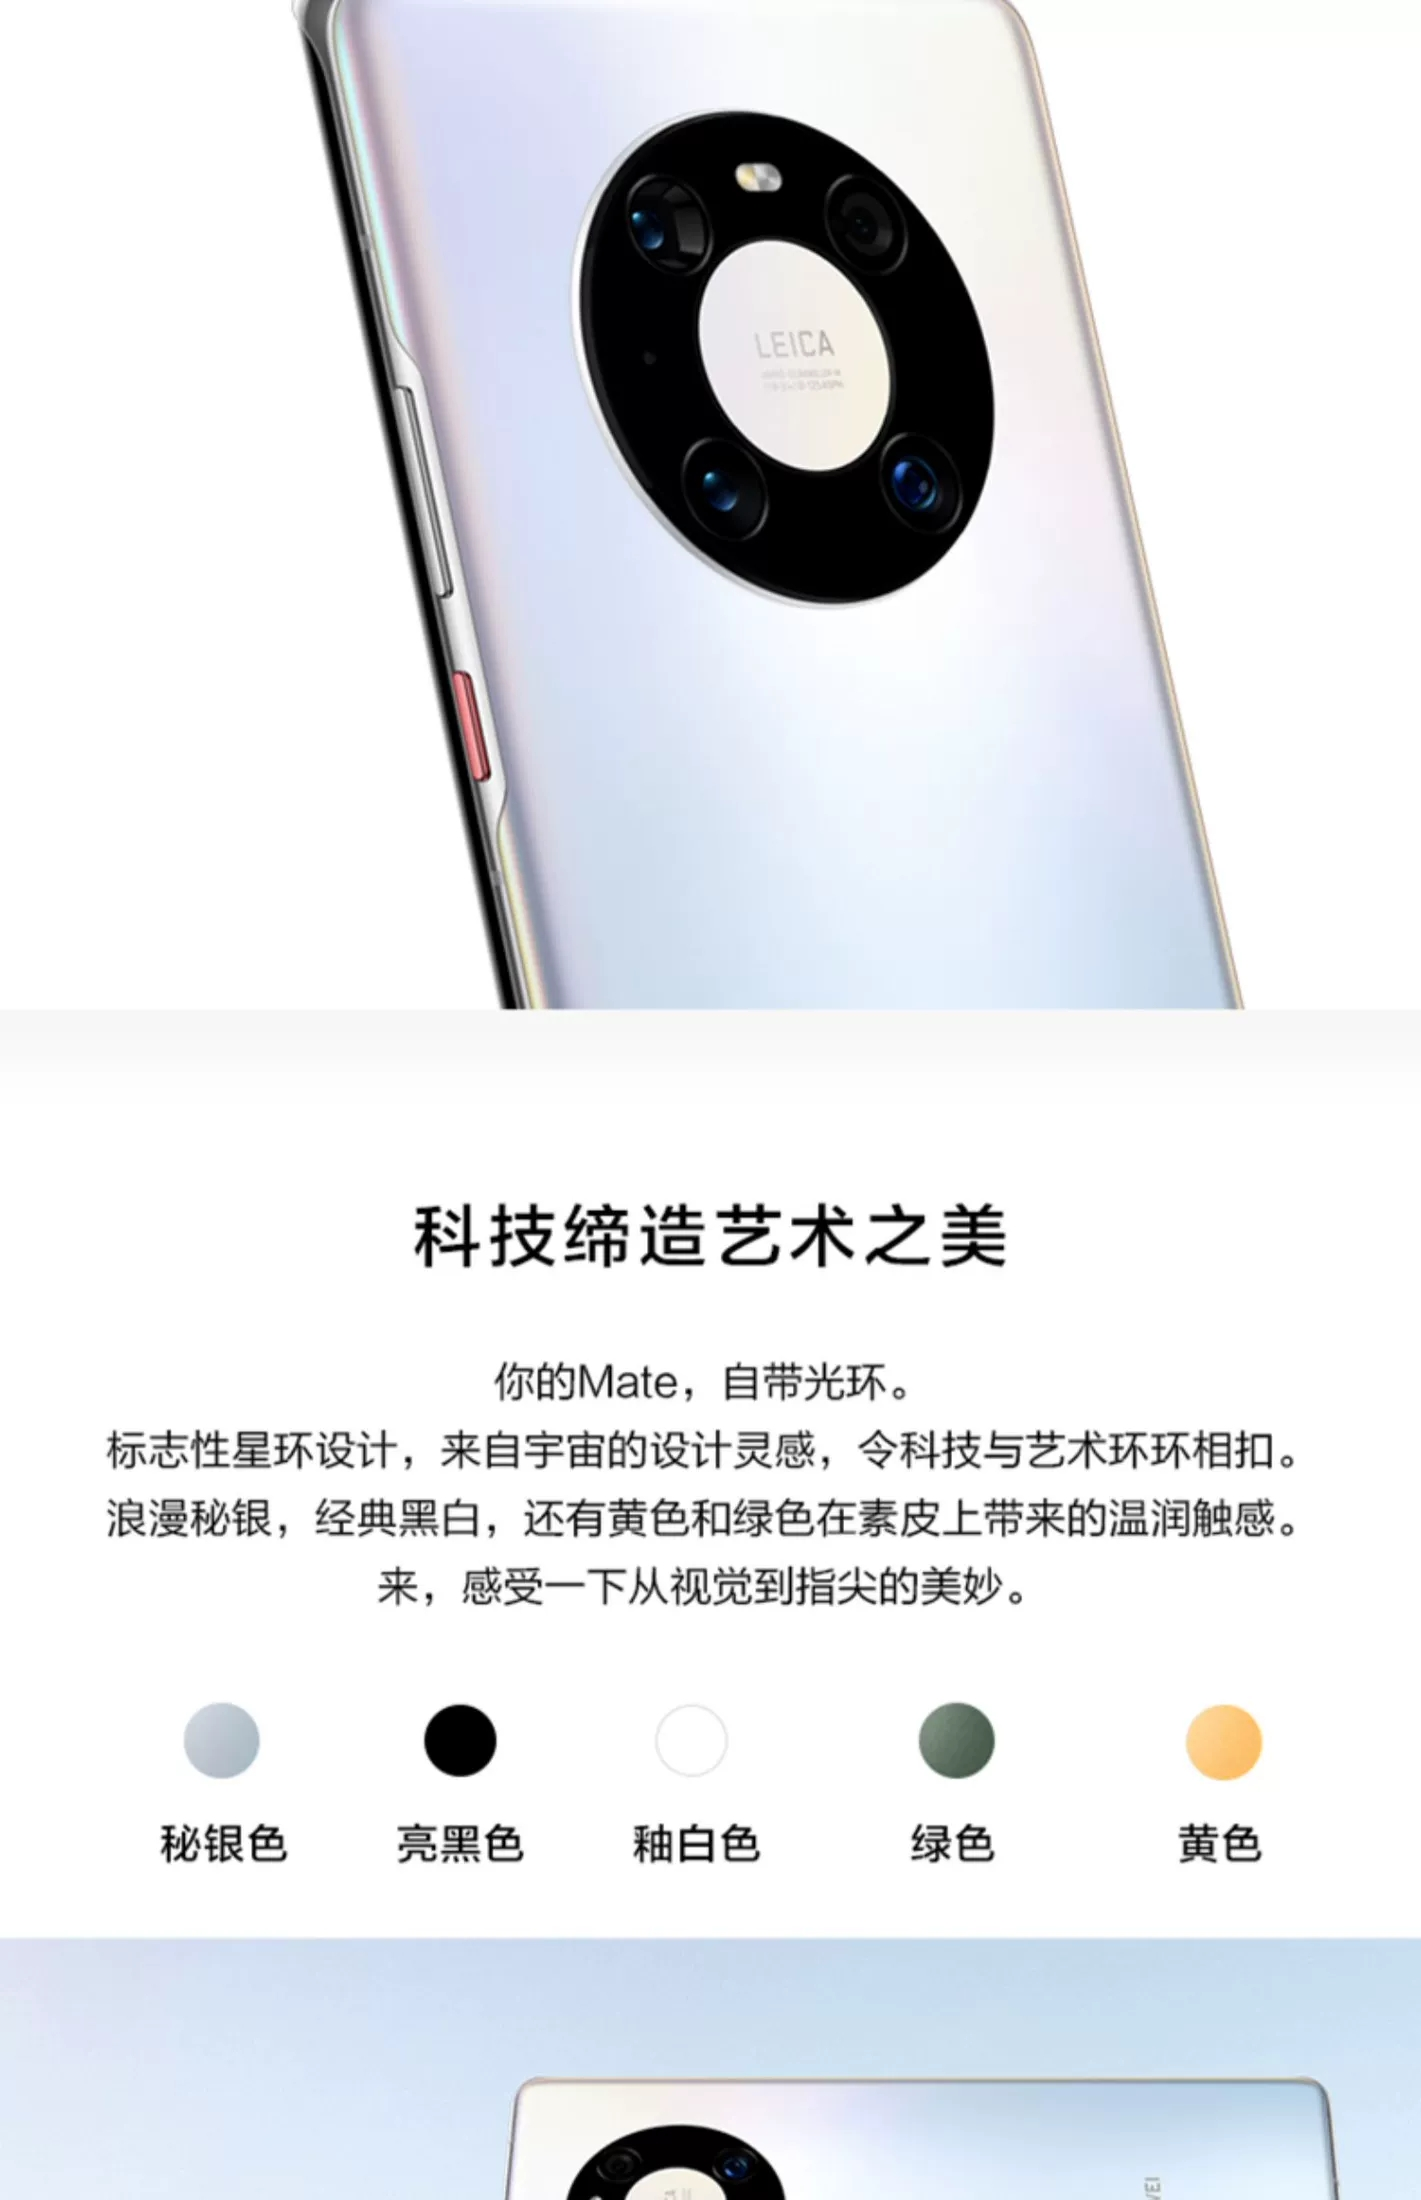 LEICA
科技缔造艺术之美
你的Mate，自带光环。
标志性星环设计，来自宇宙的设计灵感，令科技与艺术环环相扣。
浪漫秘银，经典黑白，还有黄色和绿色在素皮上带来的温润触感。
来，感受一下从视觉到指尖的美妙。
秘银色
亮黑色
釉白色
绿色
黄色